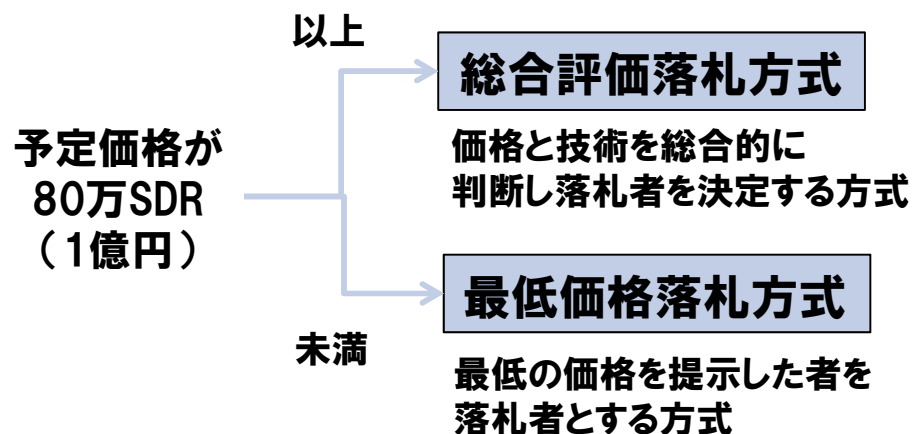 以上
総合評価落札方式
価格と技術を総合的に
判断し落札者を決定する方式
予定価格が
80万SDR
(1億円)
最低価格落札方式
未満
最低の価格を提示した者を
落札者とする方式